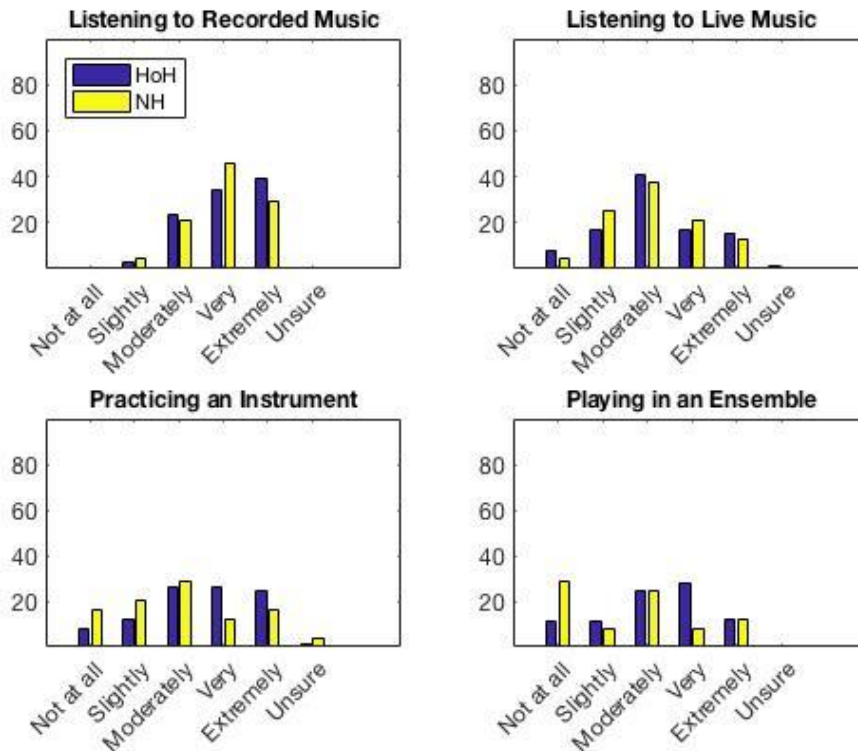 Listening to Recorded Music
80
60
40
20
HoH
NH
Not at all
Slightly
Moderately
Very
Extremely
Unsure
Listening to Live Music
80
60
40
20
Not at all
Slightly
Moderately
Very
Extremely
Unsure
Practicing an Instrument
80
60
40
20
Not at all
Slightly
Moderately
Very
Extremely
Unsure
Playing in an Ensemble
80
60
40
20
Not at all
Slightly
Moderately
Very
Extremely
Unsure